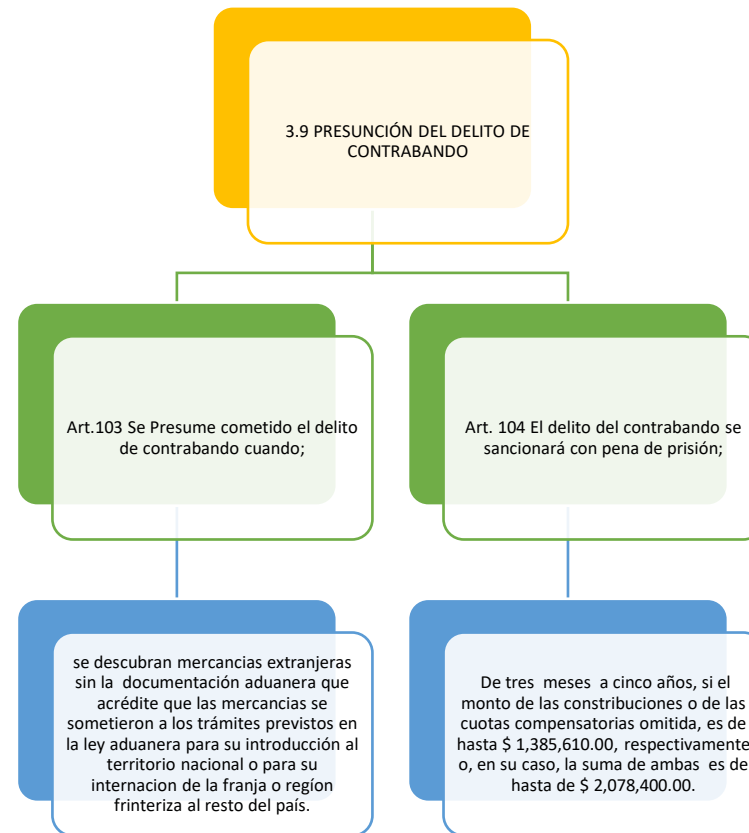 3.9 PRESUNCIÓN DEL DELITO DE
CONTRABANDO
Art.103 Se Presume cometido el delito
de contrabando cuando;
Art. 104 El delito del contrabando se
sancionará con pena de prisión;
se descubran mercancias extranjeras
sin la  documentación aduanera que
acrédite que las mercancias se
sometieron a los trámites previstos en
la ley aduanera para su introducción al
territorio nacional o para su
internacion de la franja o regíon
frinteriza al resto del país.
De tres  meses  a cinco años, si el
monto de las constribuciones o de las
cuotas compensatorias omitida, es de
hasta $ 1,385,610.00, respectivamente
o, en su caso, la suma de ambas  es de
hasta de $ 2,078,400.00.